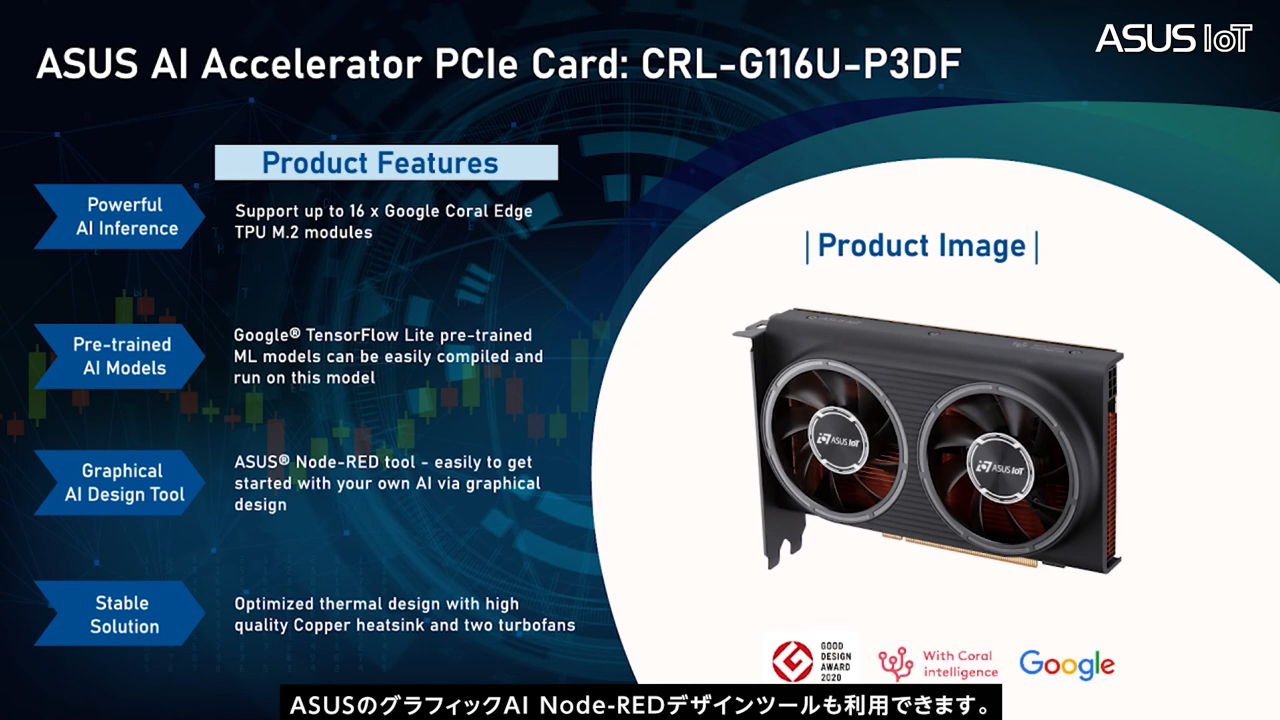 ASUS IoT
ASUS AI Accelerator PCIe Card: CRL-G116U-P3DF
Product Features
Powerful
AI Inference
Support up to 16 x Google Coral Edge
TPU M.2 modules
Pre-trained
AI Models
Google® TensorFlow Lite pre-trained
ML models can be easily compiled and
run on this model
Graphical
AI Design Tool
ASUS® Node-RED tool - easily to get
started with your own AI via graphical
design
Stable
Solution
Optimized thermal design with high
quality Copper heatsink and two turbofans
Product Image
ASUS IoT
ASUS IoT
GOOD
DESIGN
AWARD
2020
With Coral
intelligence
Google
ASUSのグラフィックAI Node-REDデザインツールも利用できます。